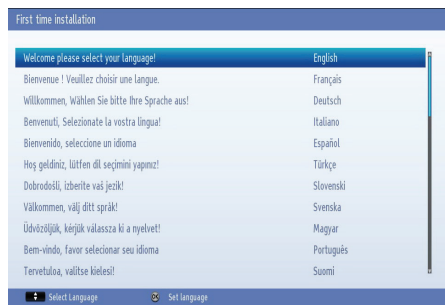 First time installation
Welcome please select your language! English
Bienvenue ! Veuillez choisir une langue. Français
Willkommen, Wählen Sie bitte Ihre Sprache aus! Deutsch
Benvenuti, Selezionate la vostra lingua! Italiano
Bienvenido, seleccione un idioma Español
Hoş geldiniz, lütfen dil seçimini yapınız! Türkçe
Dobrodošli, izberite vaš jezik! Slovenski
Välkommen, välj ditt språk! Svenska
Üdvözöljük, kérjük válassza ki a nyelvet! Magyar
Bem-vindo, favor selecionar seu idioma Português
Tervetuloa, valitse kielesi! Suomi
Select Language OK Set language